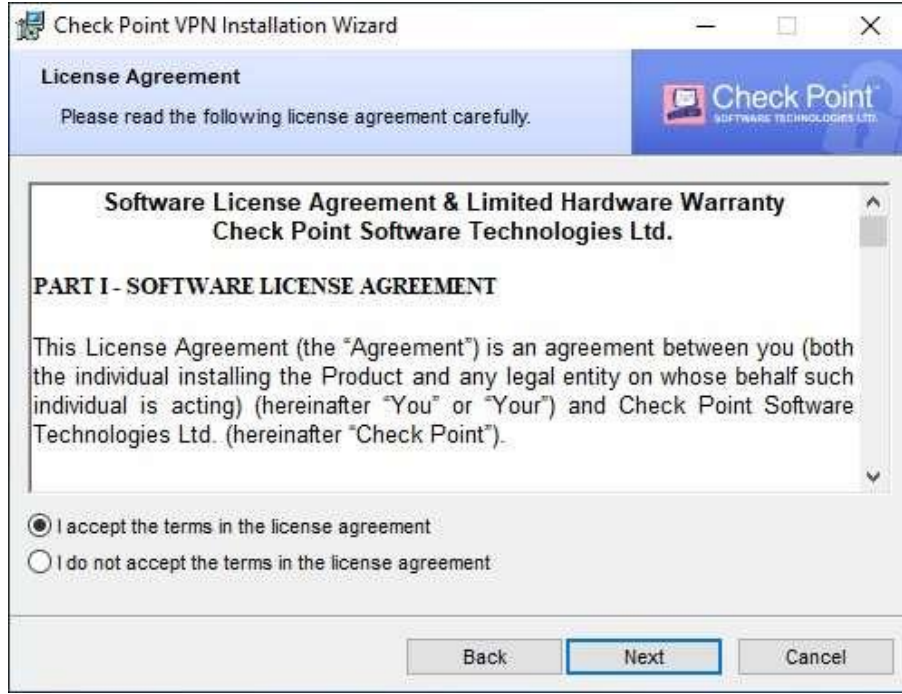 Check Point VPN Installation Wizard
License Agreement
Please read the following license agreement carefully.
Check Point
SOFTWARE TECHNOLOGIES LTD.
Software License Agreement & Limited Hardware Warranty
Check Point Software Technologies Ltd.
PART I - SOFTWARE LICENSE AGREEMENT
This License Agreement (the “Agreement”) is an agreement between you (both
the individual installing the Product and any legal entity on whose behalf such
individual is acting) (hereinafter “You” or “Your”) and Check Point Software
Technologies Ltd. (hereinafter “Check Point”).
I accept the terms in the license agreement
I do not accept the terms in the license agreement
Back
Next
Cancel